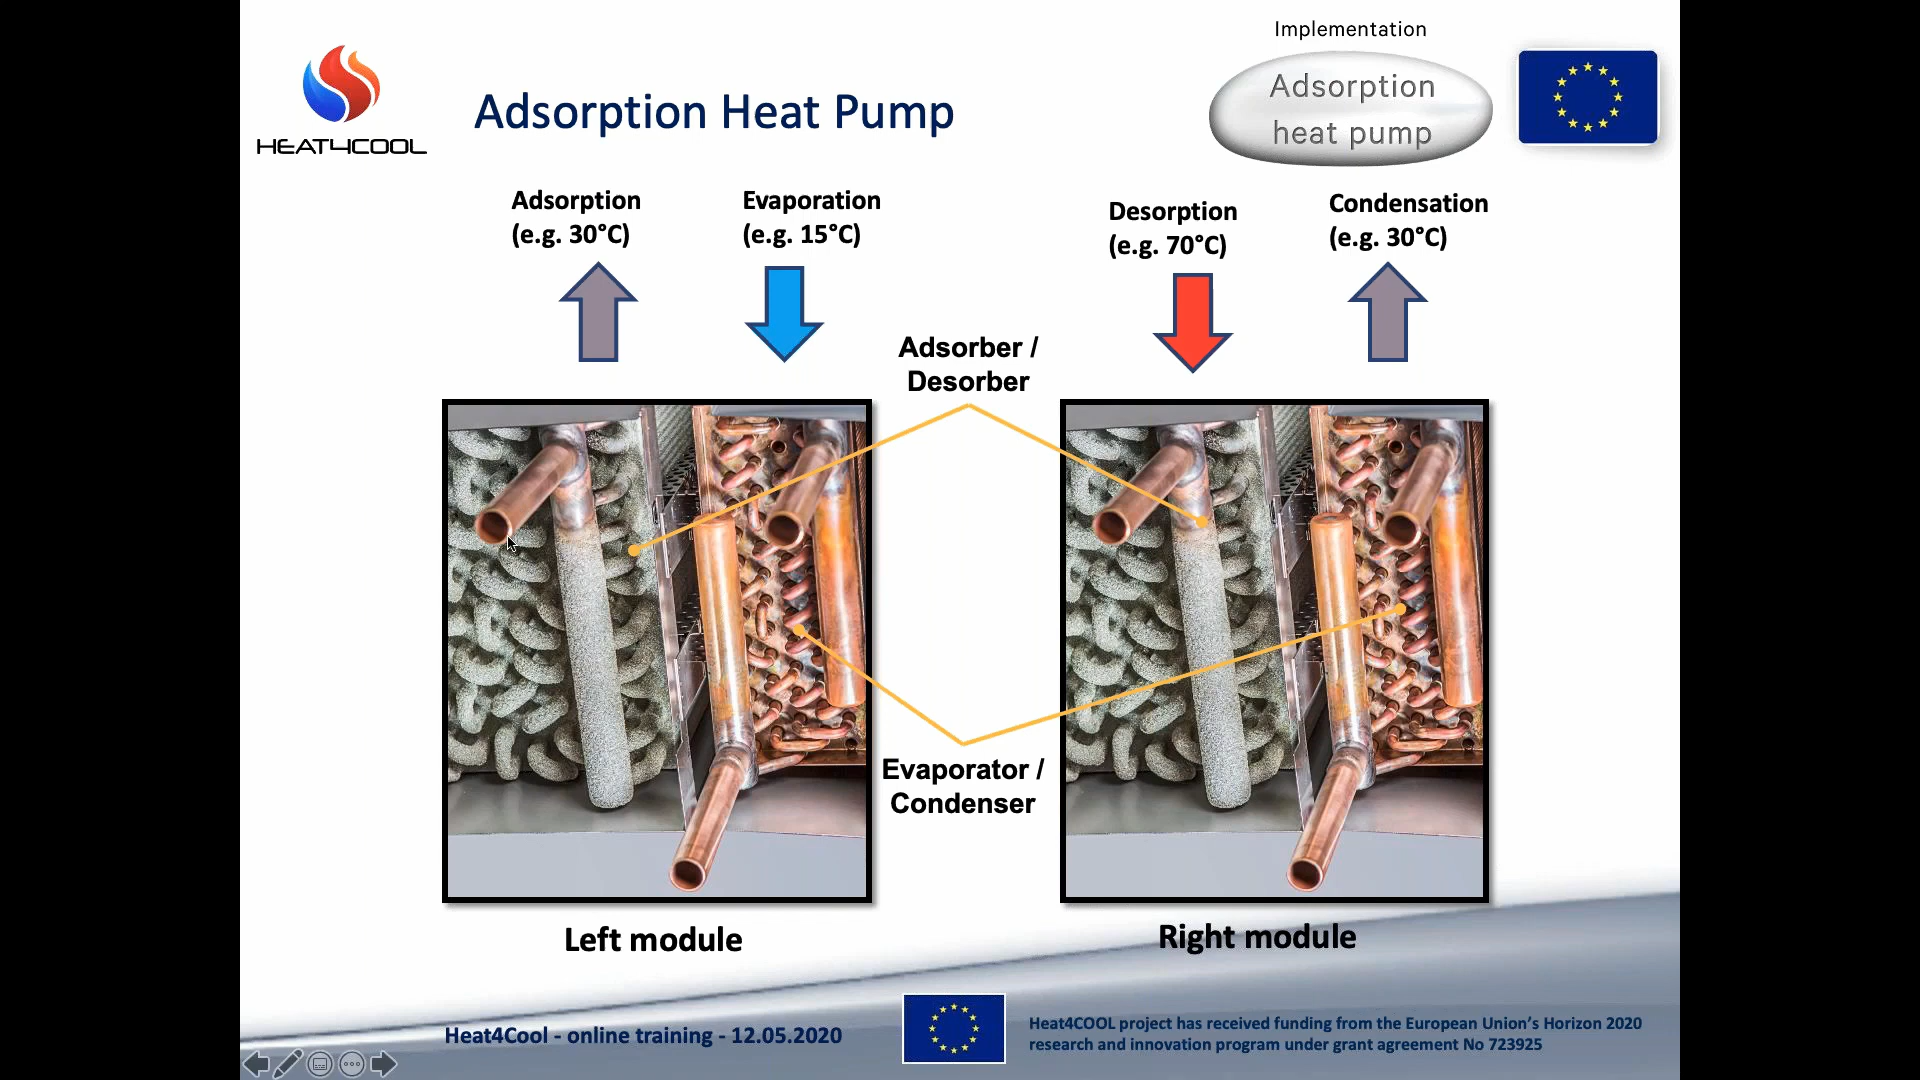 Implementation
Adsorption
heat pump
HEAT4COOL
Adsorption Heat Pump
Adsorption
(e.g. 30°C)
Evaporation
(e.g. 15°C)
Desorption
(e.g. 70°C)
Condensation
(e.g. 30°C)
Adsorber /
Desorber
Evaporator /
Condenser
Left module
Right module
Heat4Cool - online training - 12.05.2020
Heat4COOL project has received funding from the European Union’s Horizon 2020
research and innovation program under grant agreement No 723925